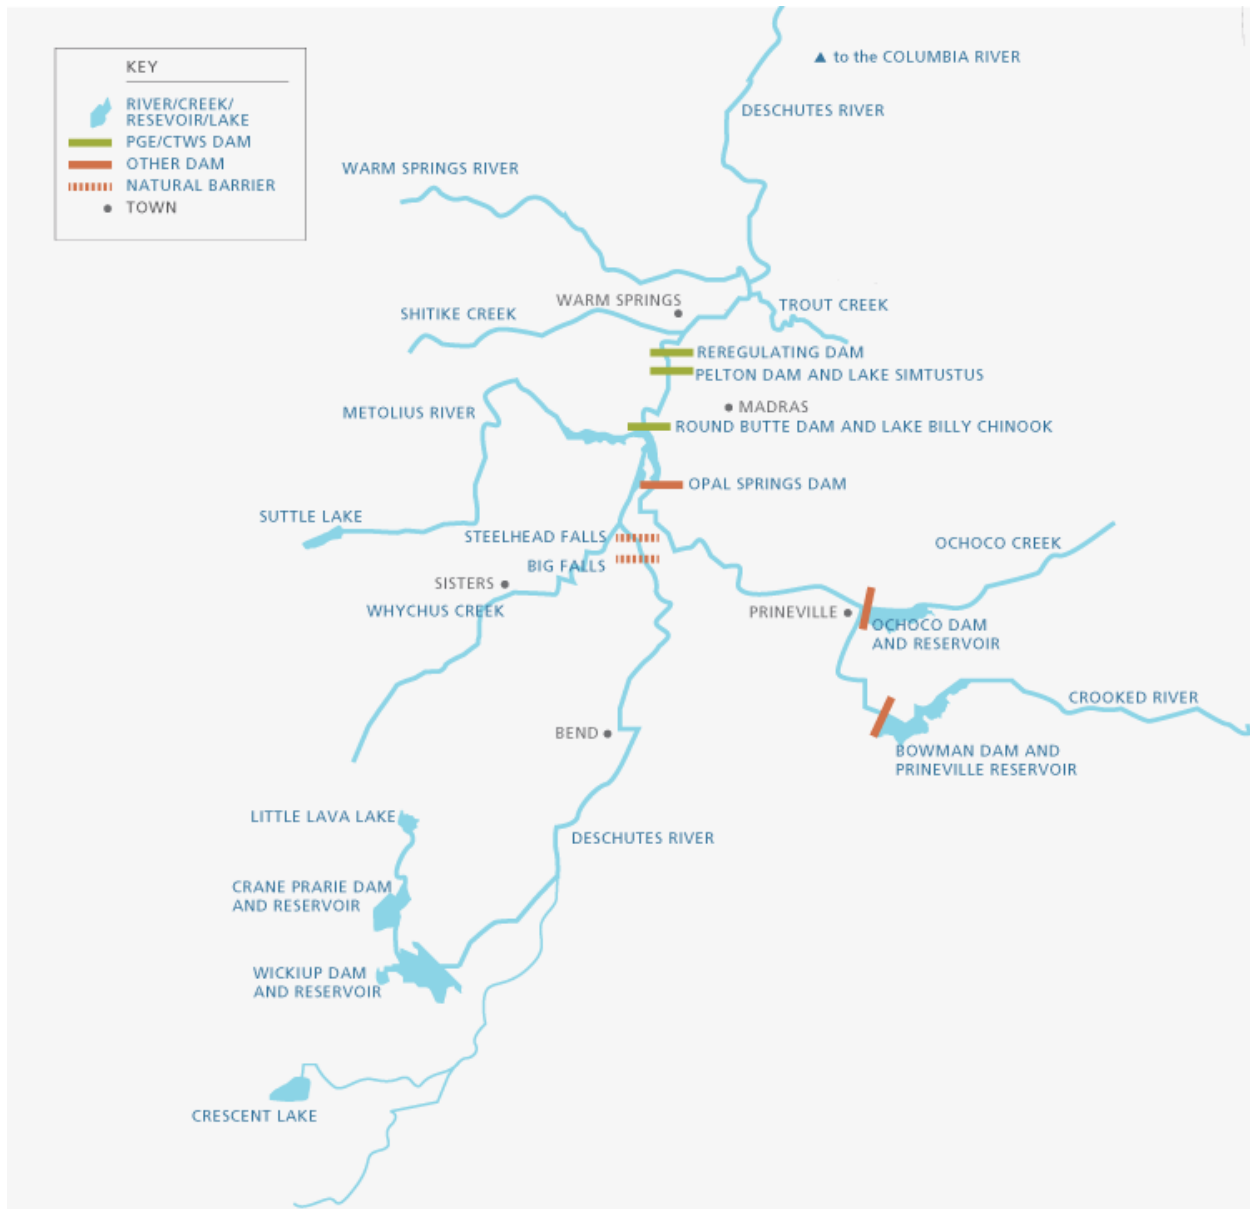 KEY
RIVER/CREEK/
RESEVOIR/LAKE
PGE/CTWS DAM
OTHER DAM
NATURAL BARRIER
TOWN
▲ to the COLUMBIA RIVER
DESCHUTES RIVER
WARM SPRINGS RIVER
WARM SPRINGS
TROUT CREEK
SHITIKE CREEK
REREGULATING DAM
PELTON DAM AND LAKE SIMTUSTUS
MADRAS
METOLIUS RIVER
ROUND BUTTE DAM AND LAKE BILLY CHINOOK
OPAL SPRINGS DAM
SUTTLE LAKE
STEELHEAD FALLS
OCHOCO CREEK
BIG FALLS
SISTERS
WHYCHUS CREEK
PRINEVILLE
OCHOCO DAM
AND RESERVOIR
CROOKED RIVER
BEND
BOWMAN DAM AND
PRINEVILLE RESERVOIR
LITTLE LAVA LAKE
DESCHUTES RIVER
CRANE PRARIE DAM
AND RESERVOIR
WICKIUP DAM
AND RESERVOIR
CRESCENT LAKE